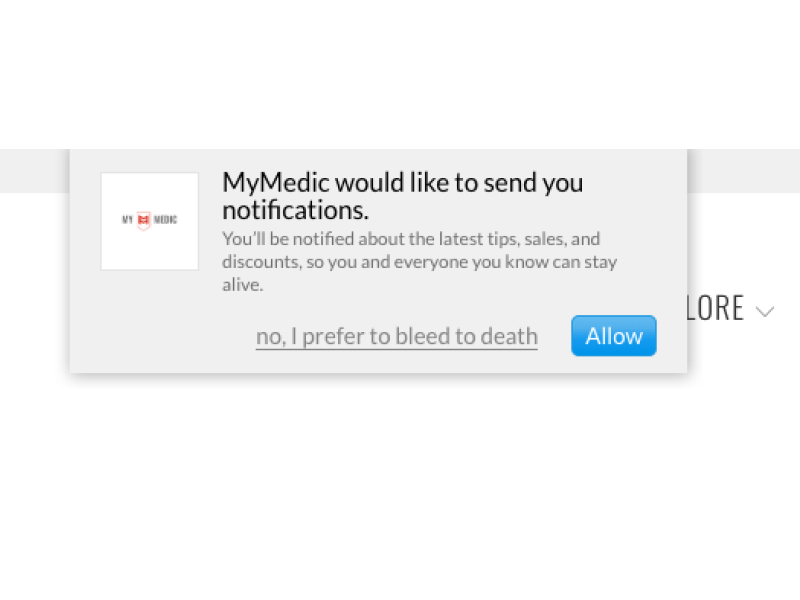 MyMedic would like to send you
notifications.
MY MEDIC
You'll be notified about the latest tips, sales, and
discounts, so you and everyone you know can stay
alive.
LORE
no, I prefer to bleed to death
Allow